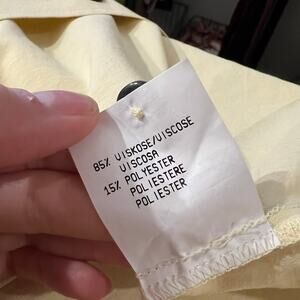 85% VISKOSE/VISCOSE
VISCOSA
15% POLYESTER
POLIESTERE
POLIESTER